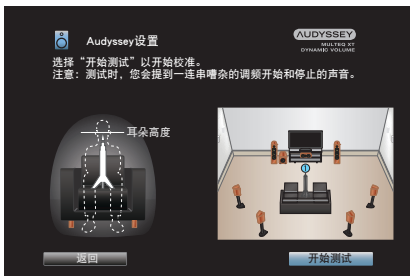 Audyssey设置
AUDYSSEY
MULTEQ XT
DYNAMIC VOLUME
选择“开始测试”以开始校准。
注意：测试时，您会提到一连串嘈杂的调频开始和停止的声音。
耳朵高度
返回
开始测试